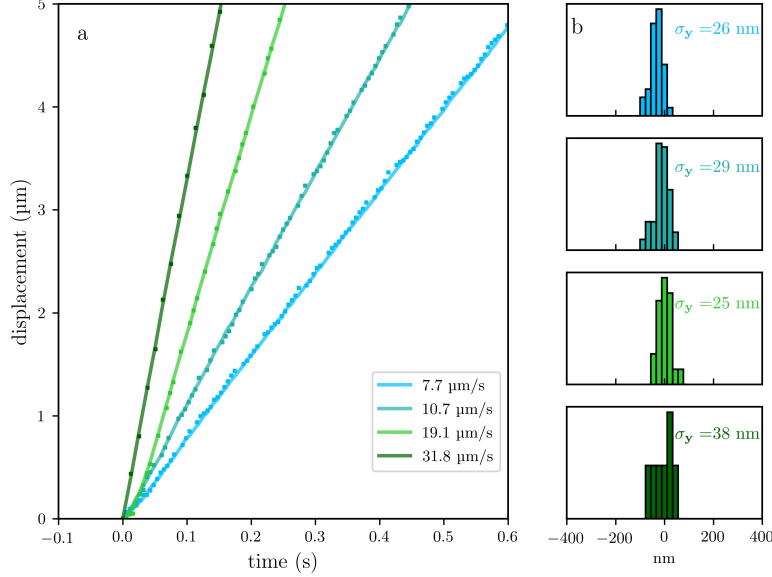 a
displacement (µm)
5
4
3
2
1
0
−0.1
0.0
0.1
0.2
0.3
0.4
0.5
0.6
time (s)
7.7 µm/s
10.7 µm/s
19.1 µm/s
31.8 µm/s
b
σy =26 nm
σy =29 nm
σy =25 nm
σy =38 nm
−400
−200
0
200
400
nm